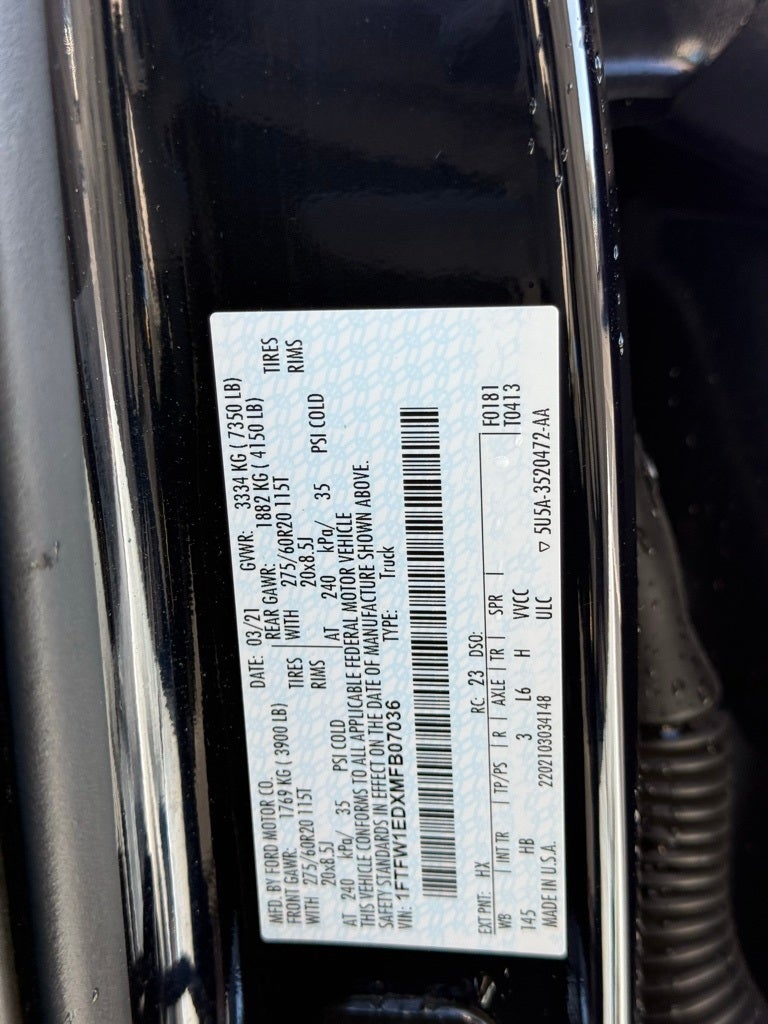 MFD. BY FORD MOTOR CO. DATE: 03/21 GVWR: 3334 KG ( 7350 LB)
FRONT GAWR: 1769 KG ( 3900 LB) REAR GAWR: 1882 KG ( 4150 LB)
WITH 275/60R20 115T TIRES WITH 275/60R20 115T TIRES
20x8.5J RIMS 20x8.5J RIMS
AT 240 kPa/ 35 PSI COLD AT 240 kPa/ 35 PSI COLD
THIS VEHICLE CONFORMS TO ALL APPLICABLE FEDERAL MOTOR VEHICLE
SAFETY STANDARDS IN EFFECT ON THE DATE OF MANUFACTURE SHOWN ABOVE.
VIN: 1FTFW1EDXMFB07036 TYPE: Truck
EXT PNT: HX RC: 23 DSO: F0181
WB INT TR TP/PS R AXLE TR SPR T0413
145 HB 3 L6 H VVCC
MADE IN U.S.A. 2202103034148 ULC ▽ 5U5A-3520472-AA